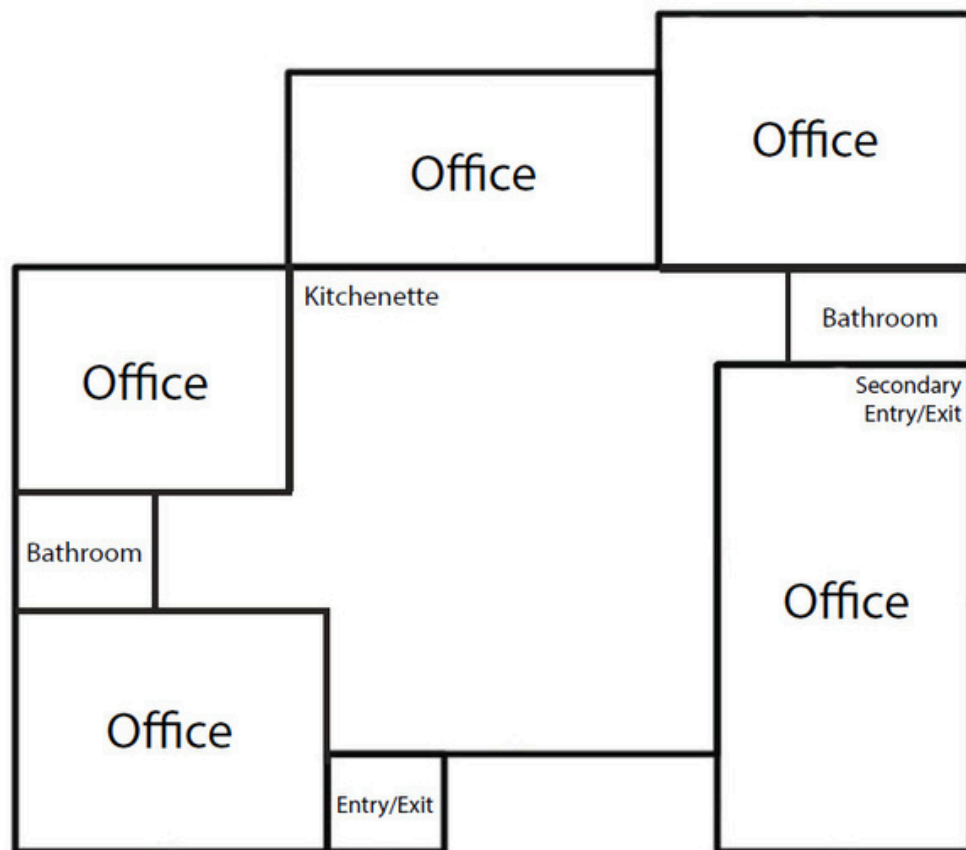 Office
Office
Kitchenette
Bathroom
Office
Secondary
Entry/Exit
Bathroom
Office
Office
Entry/Exit